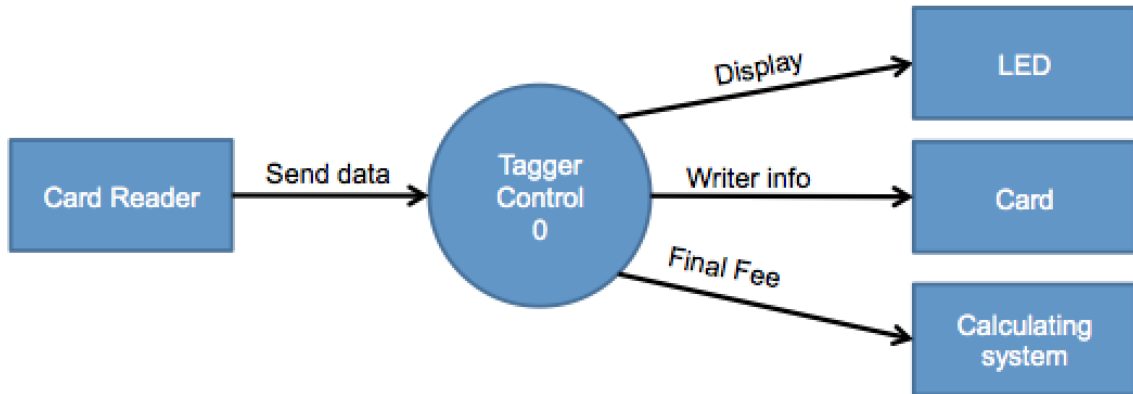 Card Reader
Send data
Tagger
Control
0
Display
LED
Writer info
Card
Final Fee
Calculating
system